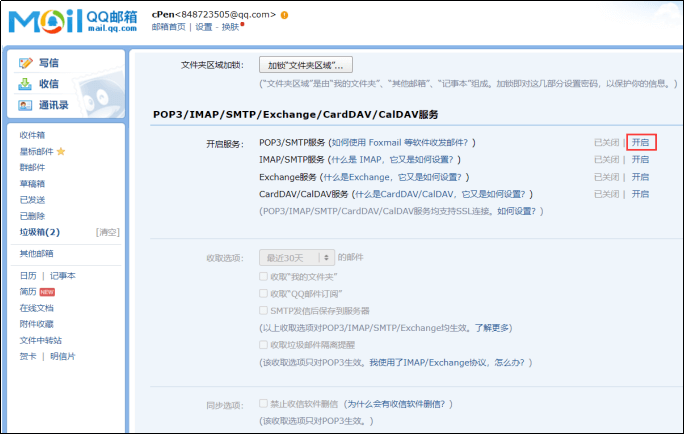 Mail QQ邮箱
mail.qq.com
cPen<848723505@qq.com>
邮箱首页 | 设置 - 换肤
写信
收信
通讯录
收件箱
星标邮件
群邮件
草稿箱
已发送
已删除
垃圾箱(2) [清空]
其他邮箱
日历 | 记事本
简历 NEW
在线文档
附件收藏
文件中转站
贺卡 | 明信片
文件夹区域加锁: 加锁"文件夹区域"...
("文件夹区域"是由"我的文件夹"、"其他邮箱"、"记事本"组成。加锁即对这几部分设置密码，以保护你的信息。)
POP3/IMAP/SMTP/Exchange/CardDAV/CalDAV服务
开启服务: POP3/SMTP服务 (如何使用 Foxmail 等软件收发邮件？) 已关闭 | 开启
IMAP/SMTP服务 (什么是 IMAP，它又是如何设置？) 已关闭 | 开启
Exchange服务 (什么是Exchange，它又是如何设置？) 已关闭 | 开启
CardDAV/CalDAV服务 (什么是CardDAV/CalDAV，它又是如何设置？) 已关闭 | 开启
(POP3/IMAP/SMTP/CardDAV/CalDAV服务均支持SSL连接。如何设置？)
收取选项: 最近30天 的邮件
收取"我的文件夹"
收取"QQ邮件订阅"
SMTP发信后保存到服务器
(以上收取选项对POP3/IMAP/SMTP/Exchange均生效。了解更多)
收取垃圾邮件隔离提醒
(该收取选项只对POP3生效。我使用了IMAP/Exchange协议，怎么办？)
同步选项: 禁止收信软件删信 (为什么会有收信软件删信？)
(该收取选项只对POP3生效。)